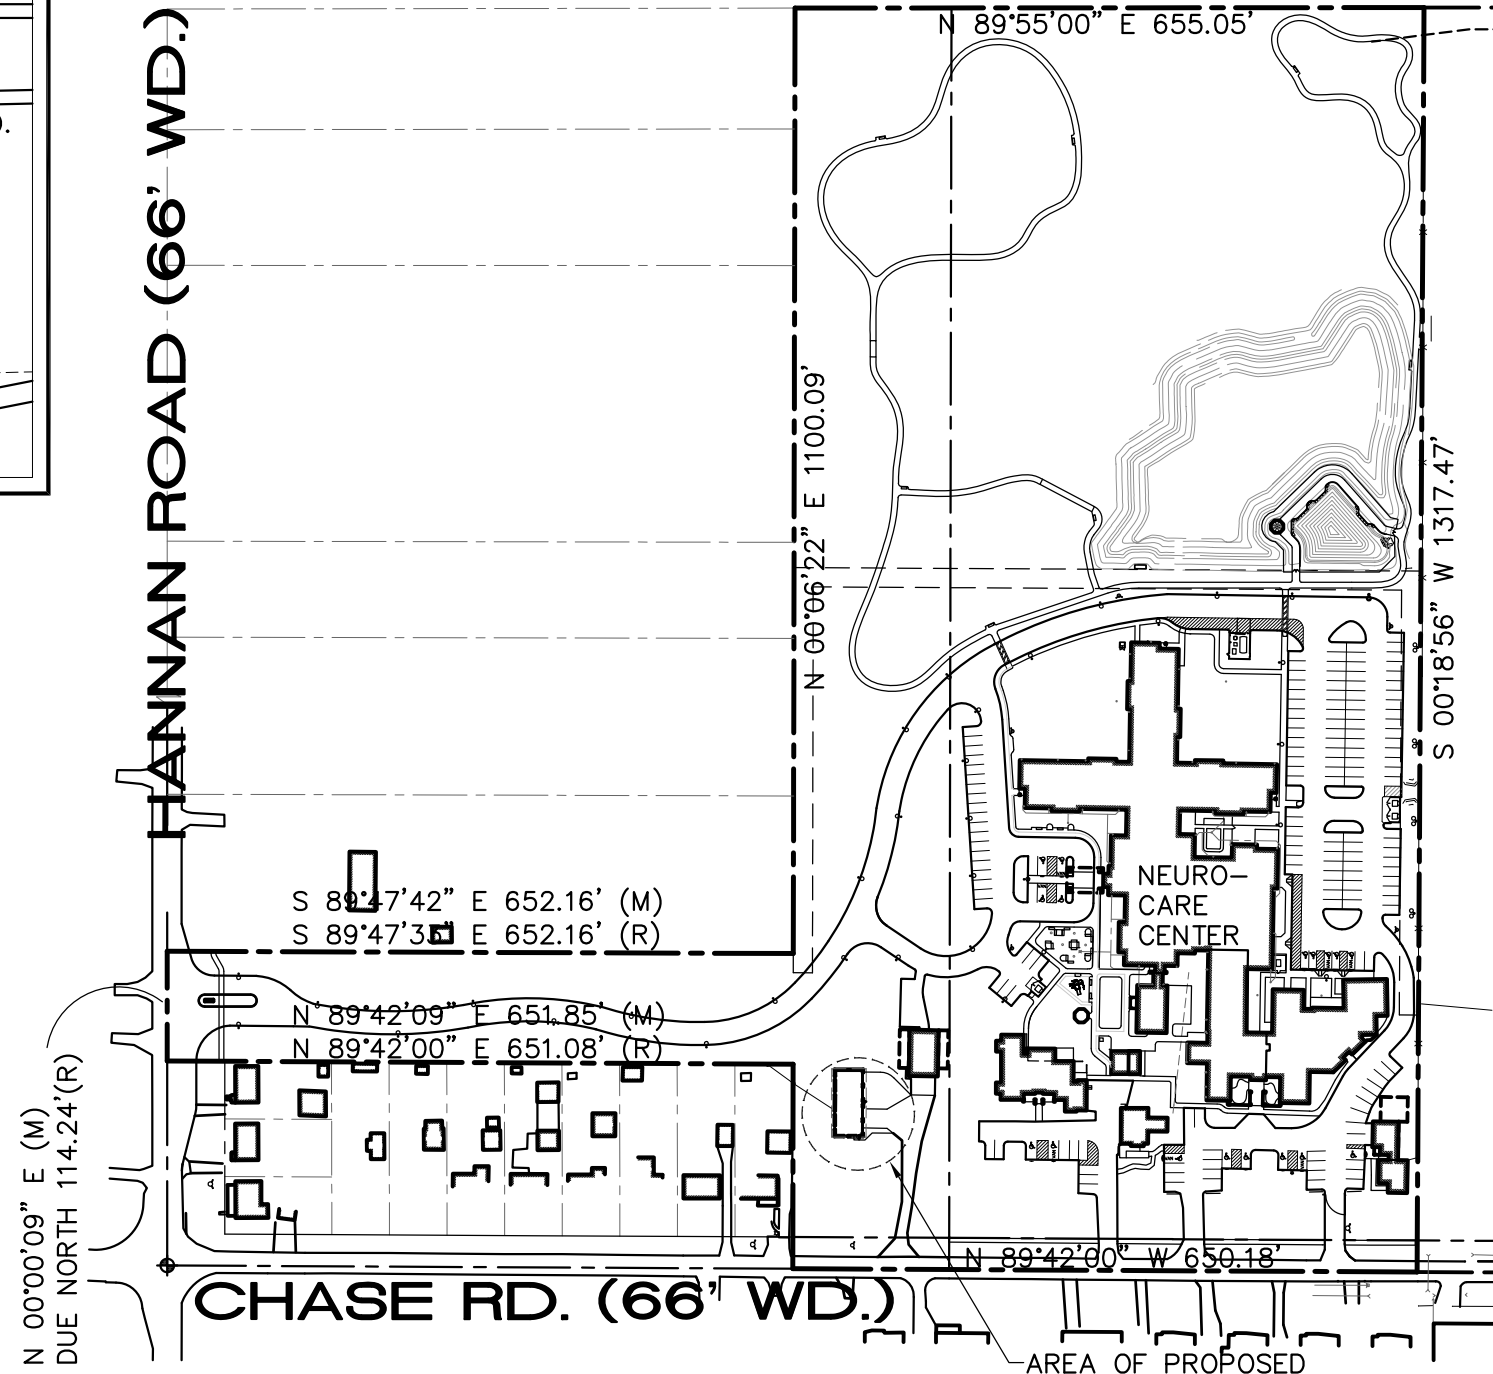 N 89°55'00" E 655.05'
HANNAN ROAD (66' WD.)
N 00°06'22" E 1100.09'
S 00°18'56" W 1317.47'
NEURO-
CARE
CENTER
S 89°47'42" E 652.16' (M)
S 89°47'35" E 652.16' (R)
N 89°42'09" E 651.85' (M)
N 89°42'00" E 651.08' (R)
N 00°00'09" E (M)
DUE NORTH 114.24'(R)
N 89°42'00" W 650.18'
CHASE RD. (66' WD.)
AREA OF PROPOSED